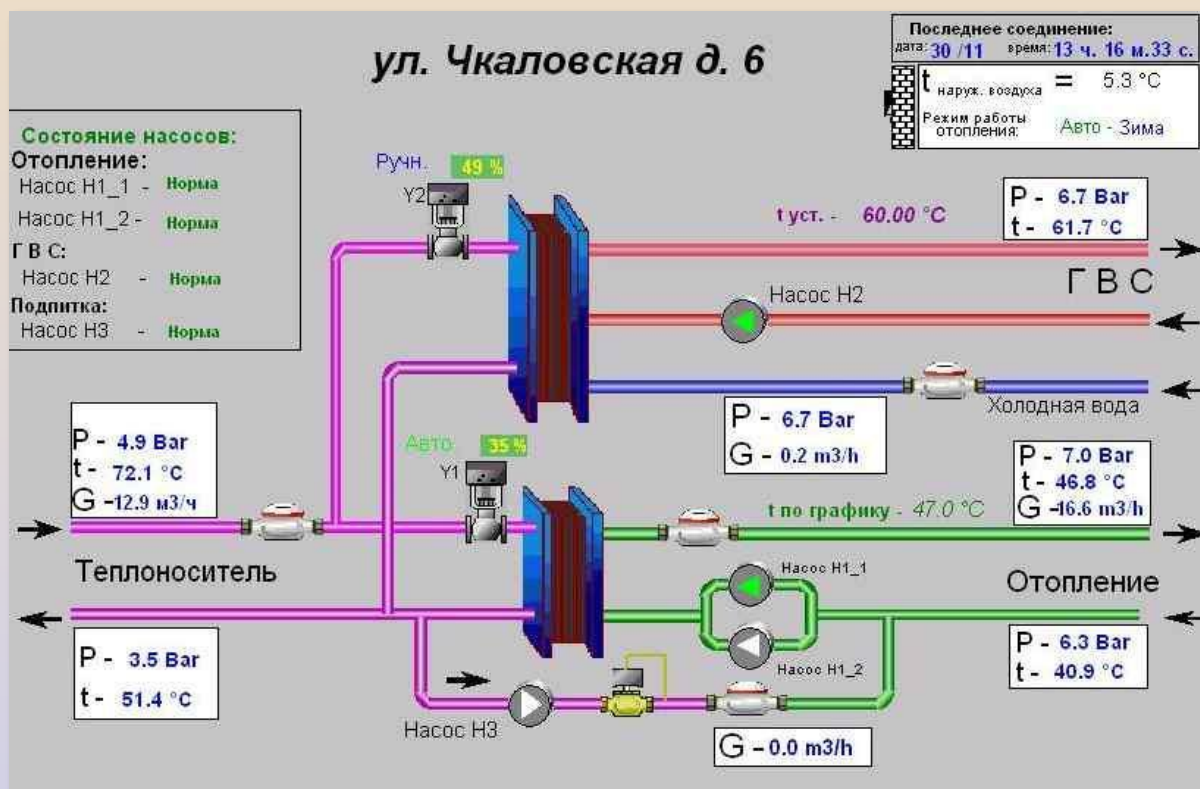 ул. Чкаловская д. 6
Последнее соединение:
дата: 30 /11 время: 13 ч. 16 м.33 с.
t наруж. воздуха = 5.3 °C
Режим работы
отопления: Авто - Зима
Состояние насосов:
Отопление:
Насос Н1_1 - Норма
Насос Н1_2 - Норма
Г В С:
Насос Н2 - Норма
Подпитка:
Насос Н3 - Норма
Ручн. 49 %
Y2
t уст. - 60.00 °C
P - 6.7 Bar
t - 61.7 °C
Г В С
Насос Н2
Холодная вода
P - 6.7 Bar
G - 0.2 m3/h
P - 4.9 Bar
t - 72.1 °C
G -12.9 м3/ч
Авто 35 %
Y1
P - 7.0 Bar
t - 46.8 °C
G -16.6 m3/h
t по графику - 47.0 °C
Теплоноситель
Насос Н1_1
Отопление
P - 3.5 Bar
t - 51.4 °C
Насос Н1_2
P - 6.3 Bar
t - 40.9 °C
Насос Н3
G - 0.0 m3/h